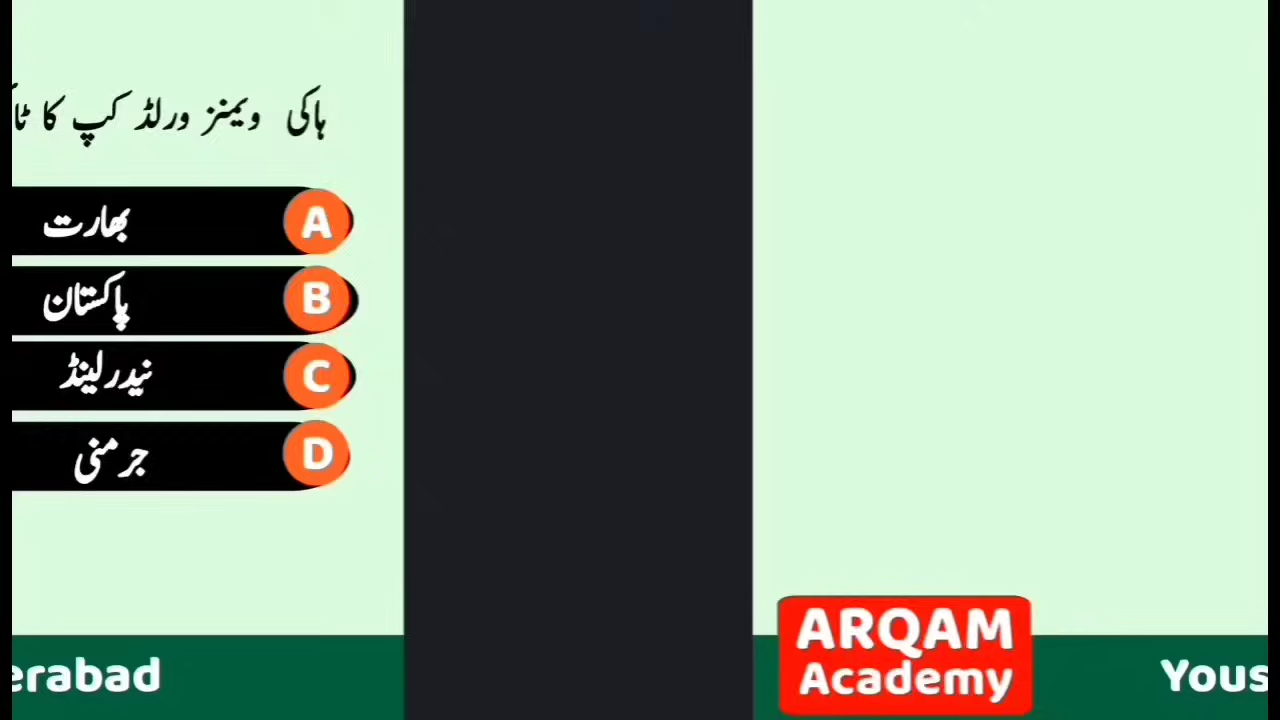 ہاکی ویمنز ورلڈ کپ کا
A بھارت
B پاکستان
C نیدرلینڈ
D جرمنی
erabad
ARQAM
Academy
Yous